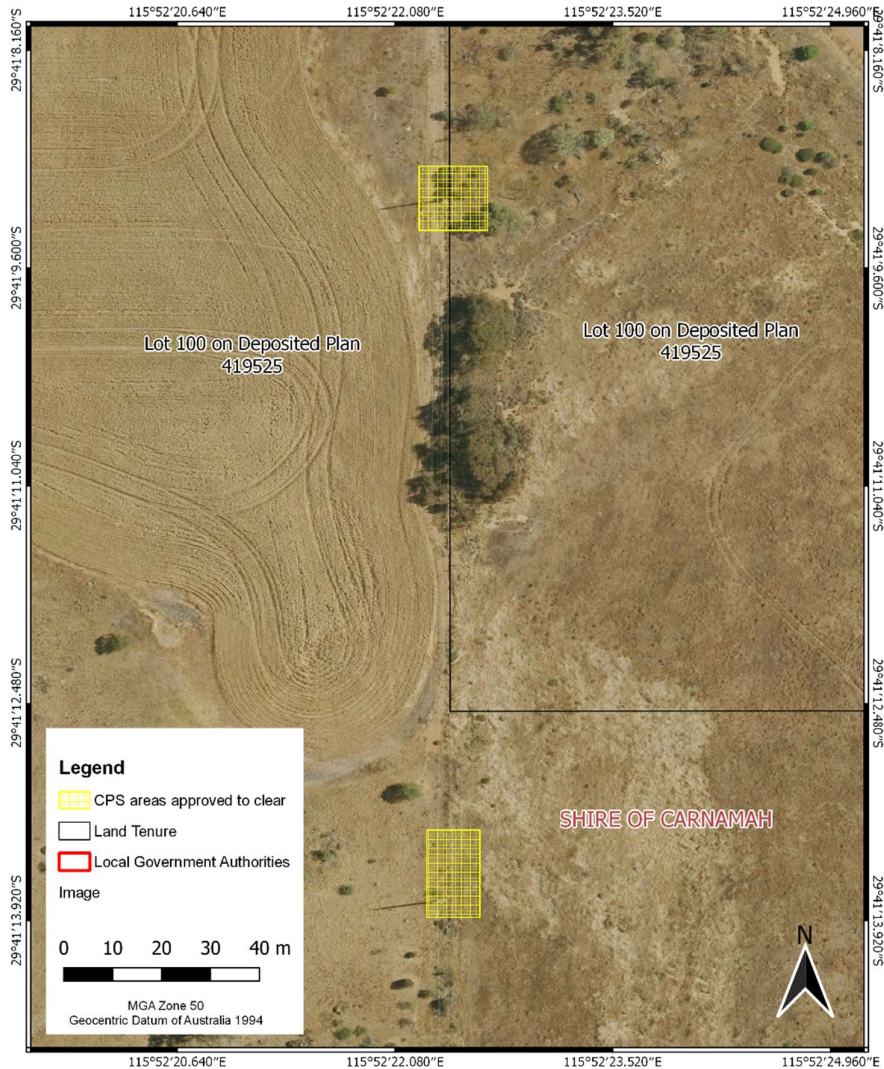 115°52'20.640"E 115°52'22.080"E 115°52'23.520"E 115°52'24.960"E
29°41'8.160"S
29°41'8.160"S
29°41'9.600"S
29°41'9.600"S
Lot 100 on Deposited Plan
419525
Lot 100 on Deposited Plan
419525
29°41'11.040"S
29°41'11.040"S
29°41'12.480"S
29°41'12.480"S
SHIRE OF CARNAMAH
Legend
CPS areas approved to clear
Land Tenure
Local Government Authorities
Image
0 10 20 30 40 m
MGA Zone 50
Geocentric Datum of Australia 1994
29°41'13.920"S
29°41'13.920"S
N
115°52'20.640"E 115°52'22.080"E 115°52'23.520"E 115°52'24.960"E